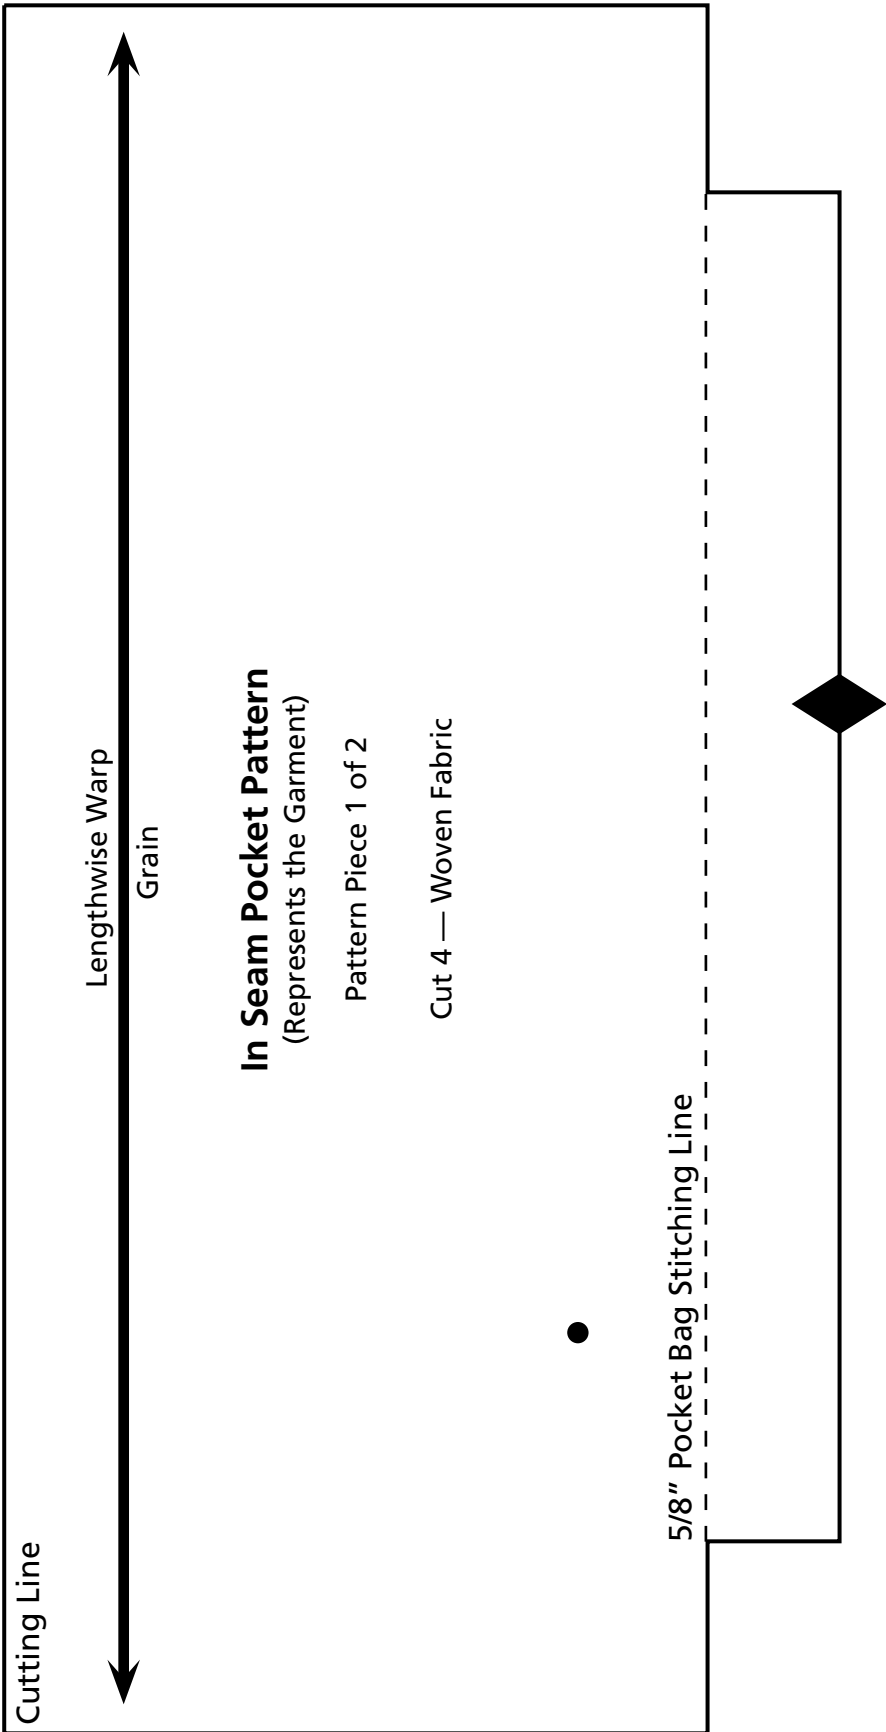 Cutting Line
Lengthwise Warp
Grain
In Seam Pocket Pattern
(Represents the Garment)
Pattern Piece 1 of 2
Cut 4 — Woven Fabric
5/8” Pocket Bag Stitching Line